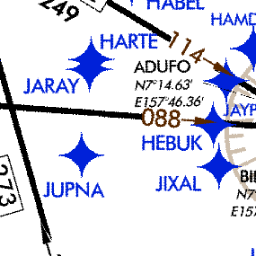 HABEL
249
HARTE
HAMD
114
ADUFO
JARAY
N7°14.63'
E157°46.36'
JAYP
088
HEBUK
JUPNA
JIXAL
BI
N7°
E157
273